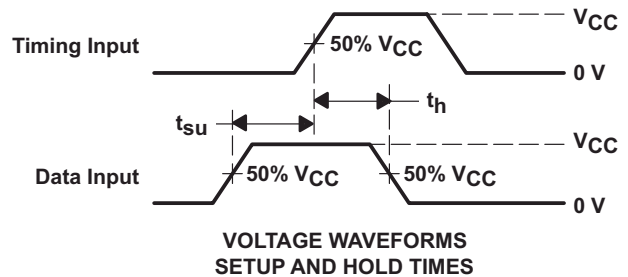 VCC
Timing Input
50% VCC
0 V
th
tsu
VCC
Data Input
50% VCC
50% VCC
0 V
VOLTAGE WAVEFORMS
SETUP AND HOLD TIMES